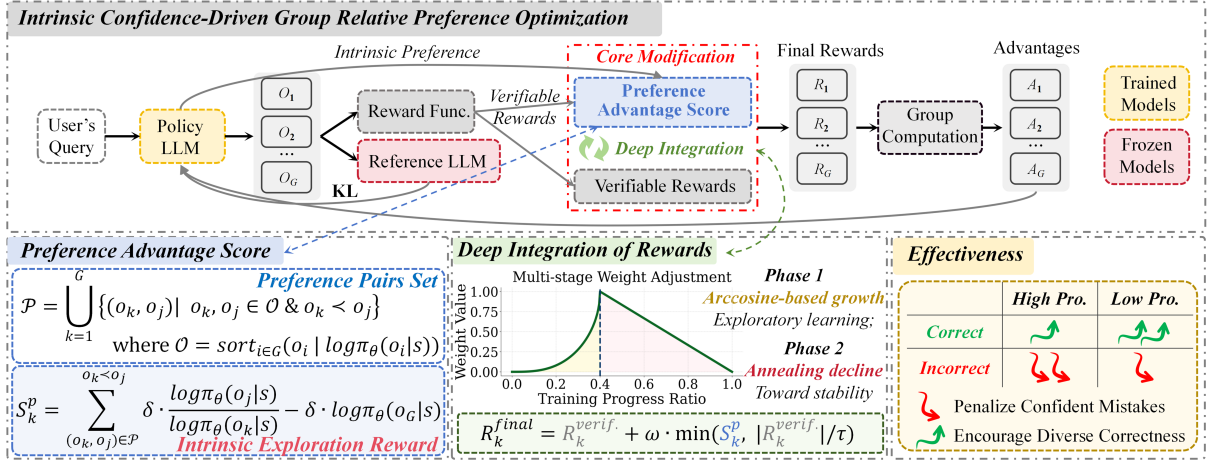 Intrinsic Confidence-Driven Group Relative Preference Optimization
Intrinsic Preference
Core Modification
Final Rewards
Advantages
User's
Query
Policy
LLM
O₁
O₂
...
O_G
Reward Func.
Reference LLM
KL
Verifiable
Rewards
Preference
Advantage Score
Deep Integration
Verifiable Rewards
R₁
R₂
...
R_G
Group
Computation
A₁
A₂
...
A_G
Trained
Models
Frozen
Models
Preference Advantage Score
Preference Pairs Set
𝒫 = ⋃_{k=1}^{G} {(o_k, o_j)| o_k, o_j ∈ 𝒪 & o_k ≺ o_j}
where 𝒪 = sort_{i∈G}(o_i | logπ_θ(o_i|s))
S_k^p = ∑_{(o_k, o_j)∈𝒫}^{o_k≺o_j} δ · logπ_θ(o_j|s) / logπ_θ(o_k|s) − δ · logπ_θ(o_G|s)
Intrinsic Exploration Reward
Deep Integration of Rewards
Multi-stage Weight Adjustment
Weight Value
1.00
0.75
0.50
0.25
0.00
0.0 0.2 0.4 0.6 0.8 1.0
Training Progress Ratio
Phase 1
Arccosine-based growth
Exploratory learning;
Phase 2
Annealing decline
Toward stability
R_k^{final} = R_k^{verif.} + ω · min(S_k^p, |R_k^{verif.}|/τ)
Effectiveness
High Pro. Low Pro.
Correct
Incorrect
Penalize Confident Mistakes
Encourage Diverse Correctness